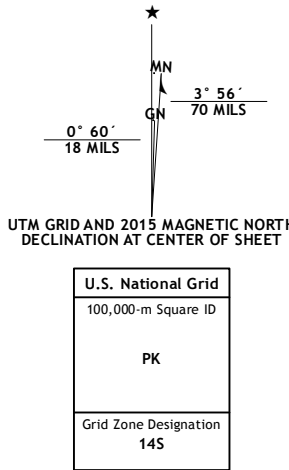 ★
MN
3° 56´
70 MILS
GN
0° 60´
18 MILS
UTM GRID AND 2015 MAGNETIC NORTH
DECLINATION AT CENTER OF SHEET
U.S. National Grid
100,000-m Square ID
PK
Grid Zone Designation
14S